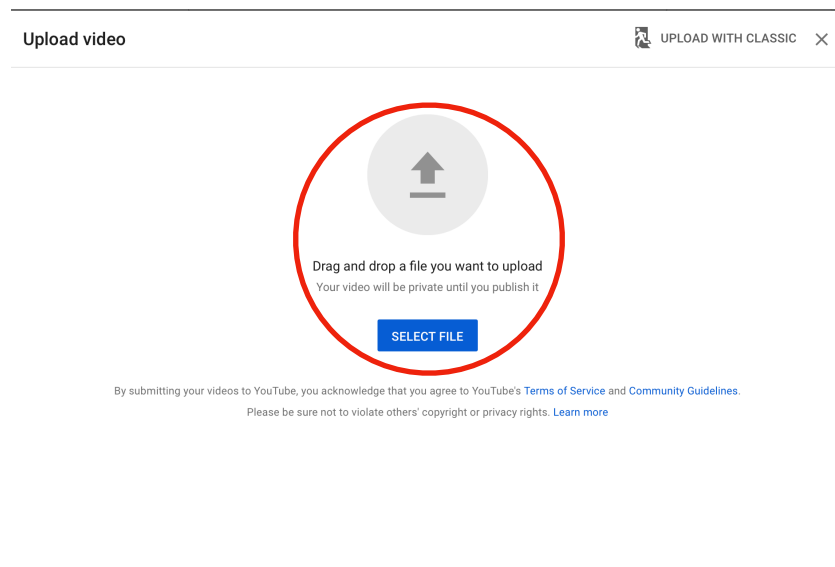 Upload video
UPLOAD WITH CLASSIC
Drag and drop a file you want to upload
Your video will be private until you publish it
SELECT FILE
By submitting your videos to YouTube, you acknowledge that you agree to YouTube's Terms of Service and Community Guidelines.
Please be sure not to violate others' copyright or privacy rights. Learn more